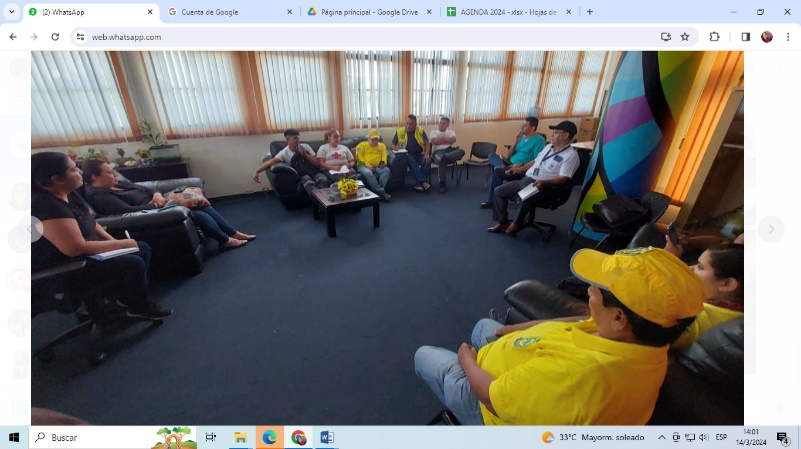 (2) WhatsApp
Cuenta de Google
Página principal - Google Drive
AGENDA 2024 -.xlsx - Hojas de
web.whatsapp.com
Buscar
33°C Mayorm. soleado
ESP
14:01
14/3/2024
4